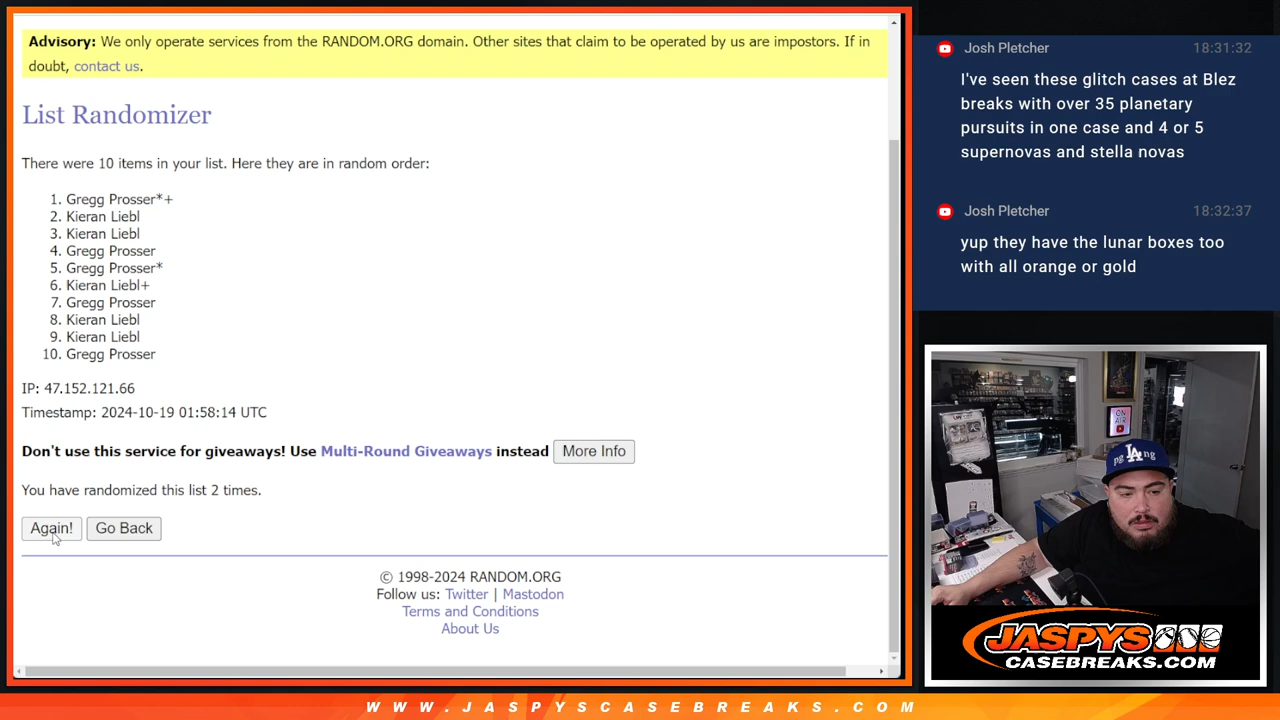 Advisory: We only operate services from the RANDOM.ORG domain. Other sites that claim to be operated by us are impostors. If in
doubt, contact us.
List Randomizer
There were 10 items in your list. Here they are in random order:
1. Gregg Prosser*+
2. Kieran Liebl
3. Kieran Liebl
4. Gregg Prosser
5. Gregg Prosser*
6. Kieran Liebl+
7. Gregg Prosser
8. Kieran Liebl
9. Kieran Liebl
10. Gregg Prosser
IP: 47.152.121.66
Timestamp: 2024-10-19 01:58:14 UTC
Don't use this service for giveaways! Use Multi-Round Giveaways instead More Info
You have randomized this list 2 times.
Again! Go Back
© 1998-2024 RANDOM.ORG
Follow us: Twitter | Mastodon
Terms and Conditions
About Us
Josh Pletcher 18:31:32
I've seen these glitch cases at Blez
breaks with over 35 planetary
pursuits in one case and 4 or 5
supernovas and stella novas
Josh Pletcher 18:32:37
yup they have the lunar boxes too
with all orange or gold
ON
AIR
pg LA ng
JASPYS
CASEBREAKS.COM
WWW.JASPYSCASEBREAKS.COM